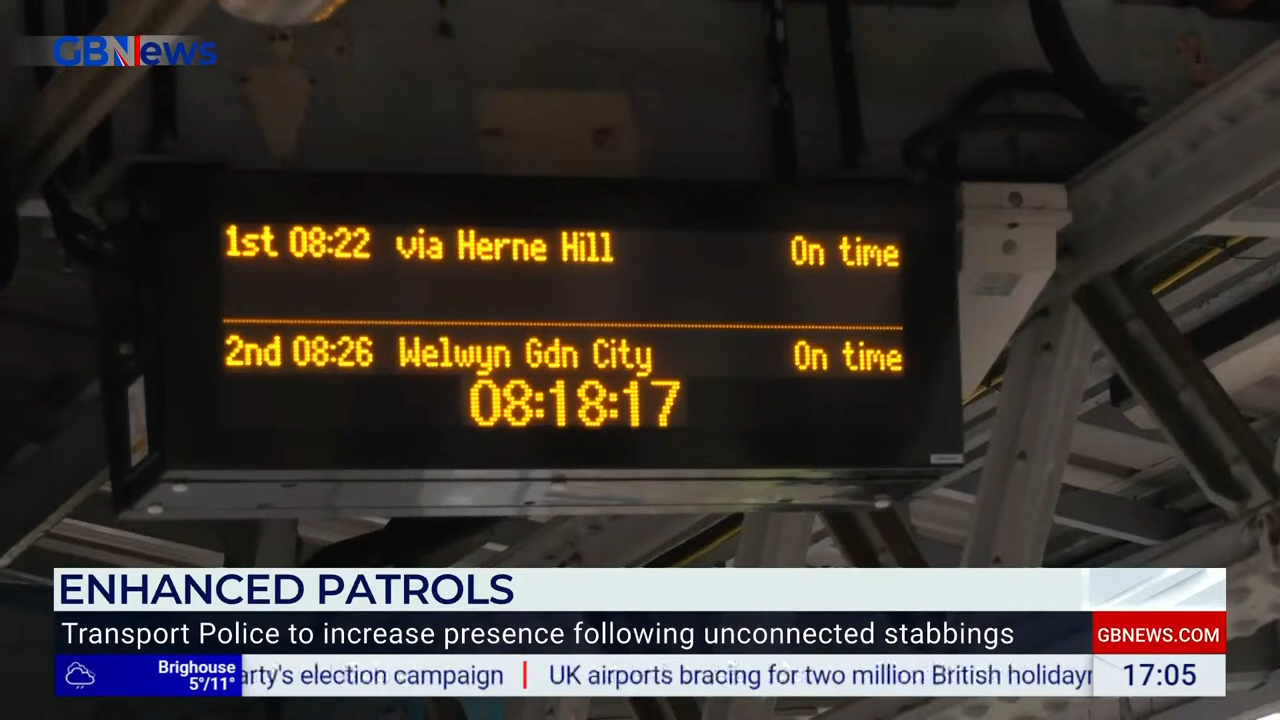 GBNews
1st 08:22 via Herne Hill On time
2nd 08:26 Welwyn Gdn City On time
08:18:17
ENHANCED PATROLS
Transport Police to increase presence following unconnected stabbings
GBNEWS.COM
Brighouse
5°/11°
arty's election campaign | UK airports bracing for two million British holidayr
17:05